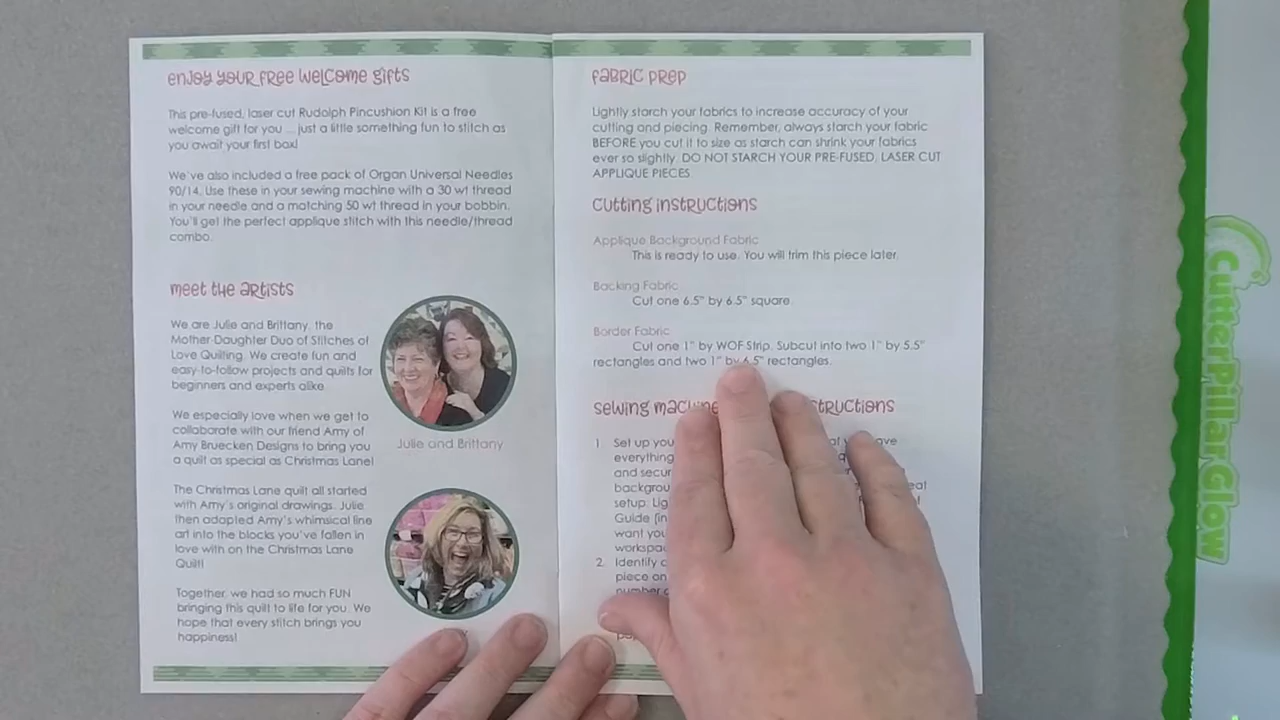 enjoy your free welcome gifts
This pre-fused, laser cut Rudolph Pincushion Kit is a free
welcome gift for you ... just a little something fun to stitch as
you await your first box!
We've also included a free pack of Organ Universal Needles
90/14. Use these in your sewing machine with a 30 wt thread
in your needle and a matching 50 wt thread in your bobbin.
You'll get the perfect applique stitch with this needle/thread
combo.
meet the artists
We are Julie and Brittany, the
Mother-Daughter Duo of Stitches of
Love Quilting. We create fun and
easy-to-follow projects and quilts for
beginners and experts alike.
We especially love when we get to
collaborate with our friend Amy of
Amy Bruecken Designs to bring you
a quilt as special as Christmas Lane!
Julie and Brittany
The Christmas Lane quilt all started
with Amy's original drawings. Julie
then adapted Amy's whimsical line
art into the blocks you've fallen in
love with on the Christmas Lane
Quilt!
Together, we had so much FUN
bringing this quilt to life for you. We
hope that every stitch brings you
happiness!
fabric prep
Lightly starch your fabrics to increase accuracy of your
cutting and piecing. Remember, always starch your fabric
BEFORE you cut it to size as starch can shrink your fabrics
ever so slightly. DO NOT STARCH YOUR PRE-FUSED, LASER CUT
APPLIQUE PIECES
cutting instructions
Applique Background Fabric
This is ready to use. You will trim this piece later.
Backing Fabric
Cut one 6.5" by 6.5" square.
Border Fabric
Cut one 1" by WOF Strip. Subcut into two 1" by 5.5"
rectangles and two 1" by 6.5" rectangles.
sewing machine
1. Set up
everything
and
setup.
Guide
want
2. Identify
piece
number
CutterPillar Glow